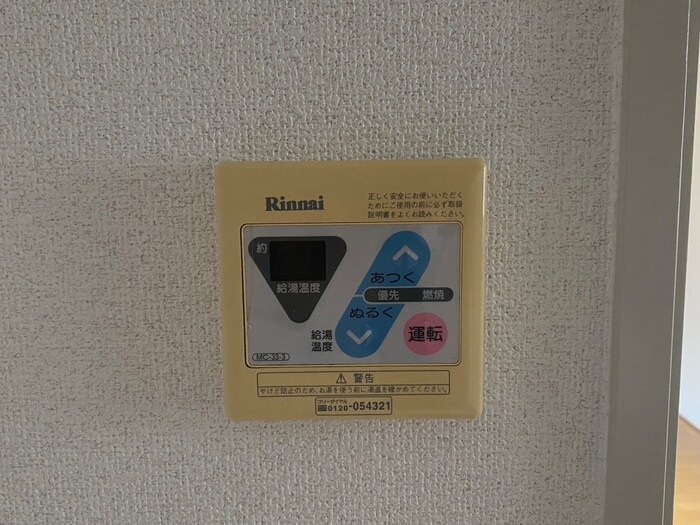 Rinnai
正しく安全にお使いいただく
ためにご使用の前に必ず取扱
説明書をよくお読みください。
約
給湯温度
あつく
優先 燃焼
ぬるく
給湯
温度
運転
MC-33-3
⚠ 警告
やけど防止のため、お湯を使う前に湯温を確かめてください。
フリーダイヤル
0120-054321